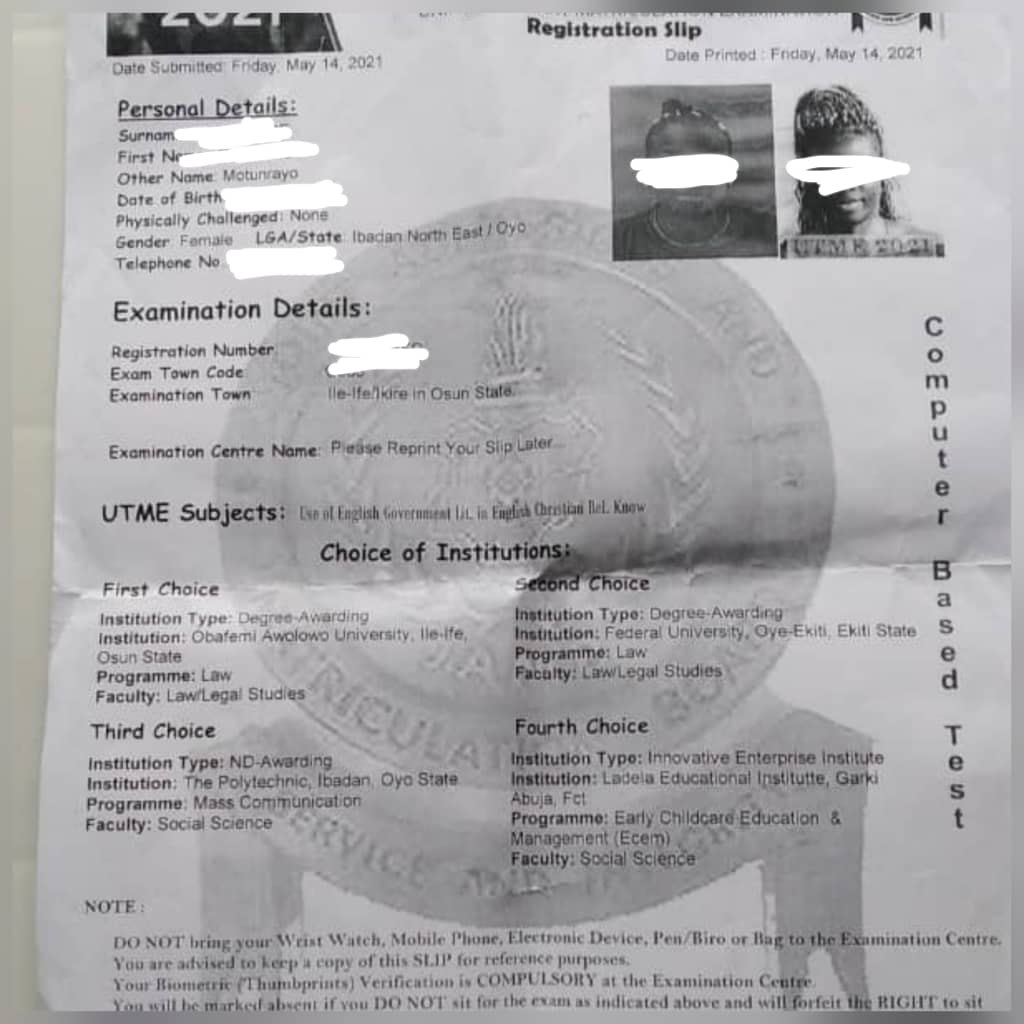 2021
Registration Slip
Date Submitted: Friday, May 14, 2021
Date Printed : Friday, May 14, 2021
Personal Details:
Surnam
First
Other Name: Motunrayo
Date of Birth
Physically Challenged: None
Gender: Female LGA/State: Ibadan North East / Oyo
Telephone No
UTME 2021
Examination Details:
Registration Number
Exam Town Code
Examination Town Ile-Ife/Ikire in Osun State.
Examination Centre Name: Please Reprint Your Slip Later...
UTME Subjects: Use of English Government Lit. in English Christian Rel. Know
Choice of Institutions:
First Choice
Institution Type: Degree-Awarding
Institution: Obafemi Awolowo University, Ile-Ife,
Osun State
Programme: Law
Faculty: Law/Legal Studies
Second Choice
Institution Type: Degree-Awarding
Institution: Federal University, Oye-Ekiti, Ekiti State
Programme: Law
Faculty: Law/Legal Studies
Third Choice
Institution Type: ND-Awarding
Institution: The Polytechnic, Ibadan, Oyo State
Programme: Mass Communication
Faculty: Social Science
Fourth Choice
Institution Type: Innovative Enterprise Institute
Institution: Ladela Educational Institutte, Garki
Abuja, Fct
Programme: Early Childcare Education &
Management (Ecem)
Faculty: Social Science
Computer Based Test
NOTE :
DO NOT bring your Wrist Watch, Mobile Phone, Electronic Device, Pen/Biro or Bag to the Examination Centre.
You are advised to keep a copy of this SLIP for reference purposes.
Your Biometric (Thumbprints) Verification is COMPULSORY at the Examination Centre
You will be marked absent if you DO NOT sit for the exam as indicated above and will forfeit the RIGHT to sit